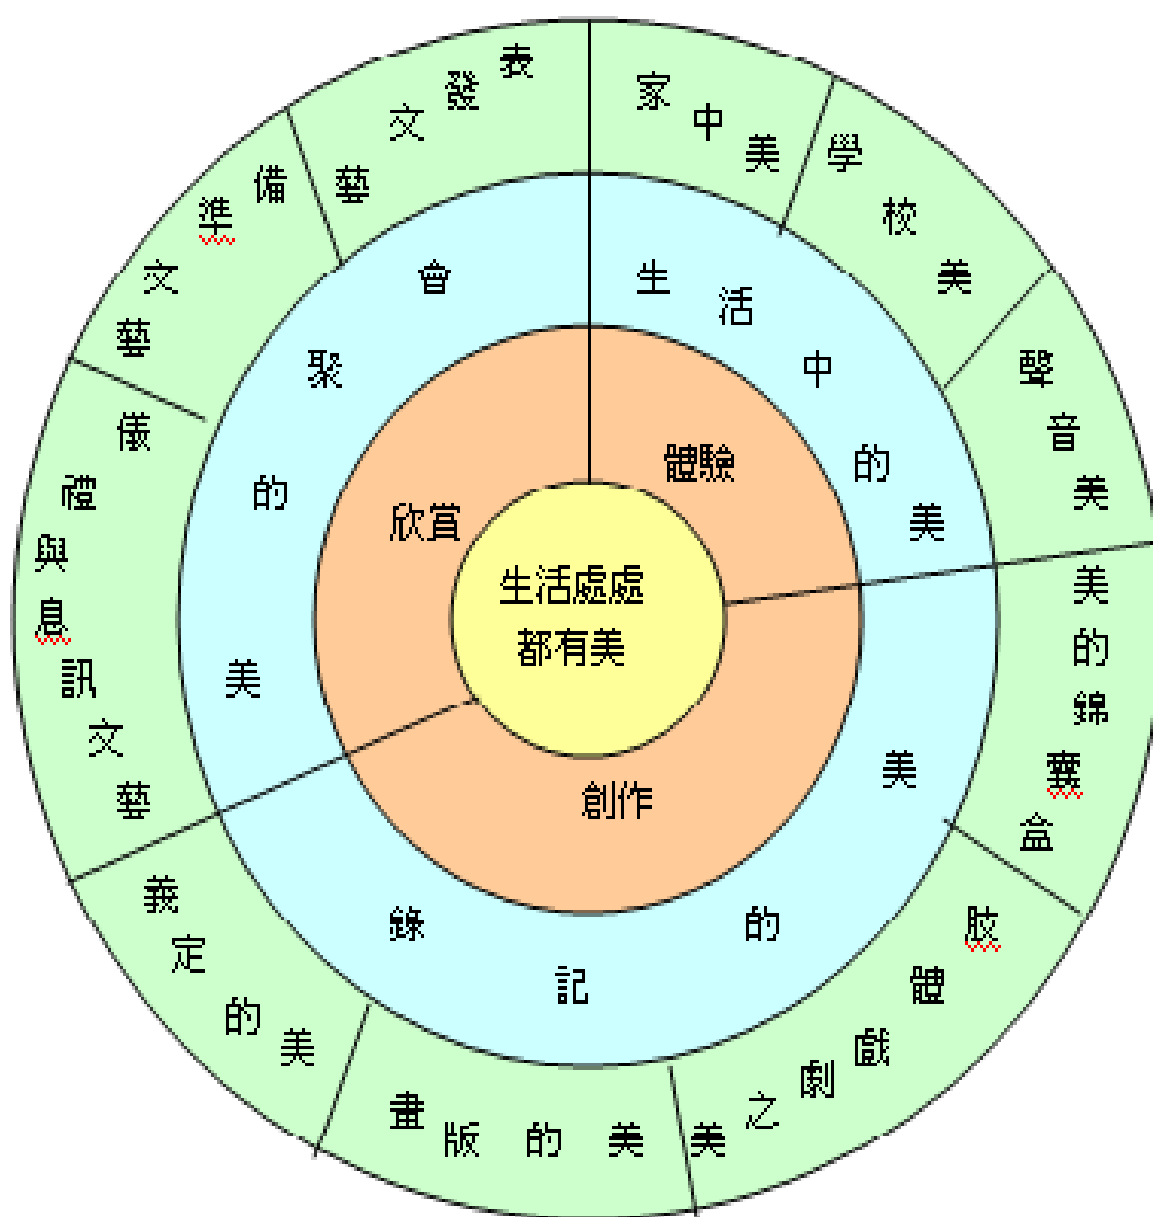 生活處處
都有美
體驗
創作
欣賞
生活中的美
美的記錄
美的聚會
家中美
學校美
聲音美
美的錦囊盒
肢體戲劇之美
美的版畫
美的定義
藝文訊息與禮儀
藝文準備
藝文發表